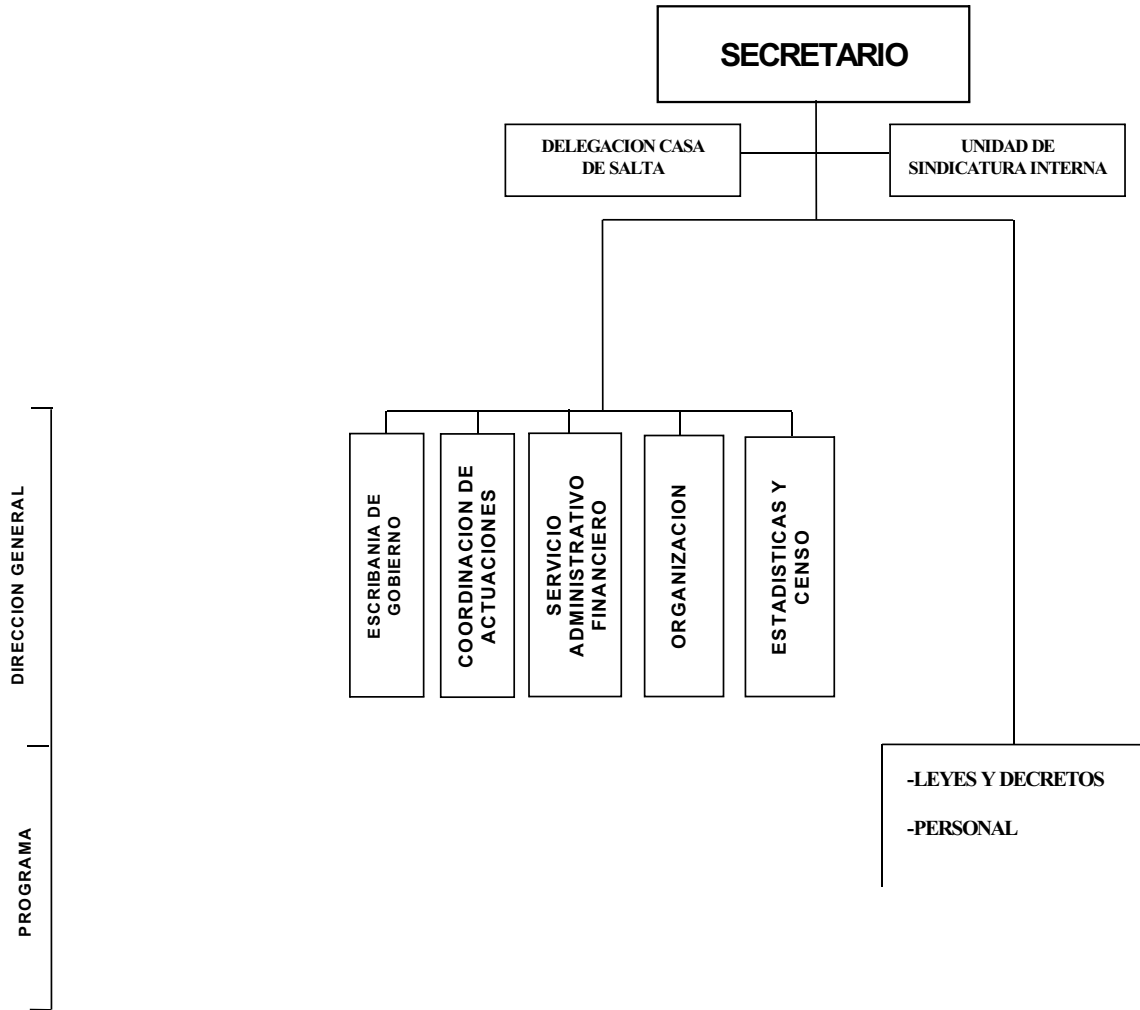 SECRETARIO
DELEGACION CASA
DE SALTA
UNIDAD DE
SINDICATURA INTERNA
DIRECCION GENERAL
ESCRIBANIA DE
GOBIERNO
COORDINACION DE
ACTUACIONES
SERVICIO
ADMINISTRATIVO
FINANCIERO
ORGANIZACION
ESTADISTICAS Y
CENSO
PROGRAMA
-LEYES Y DECRETOS
-PERSONAL